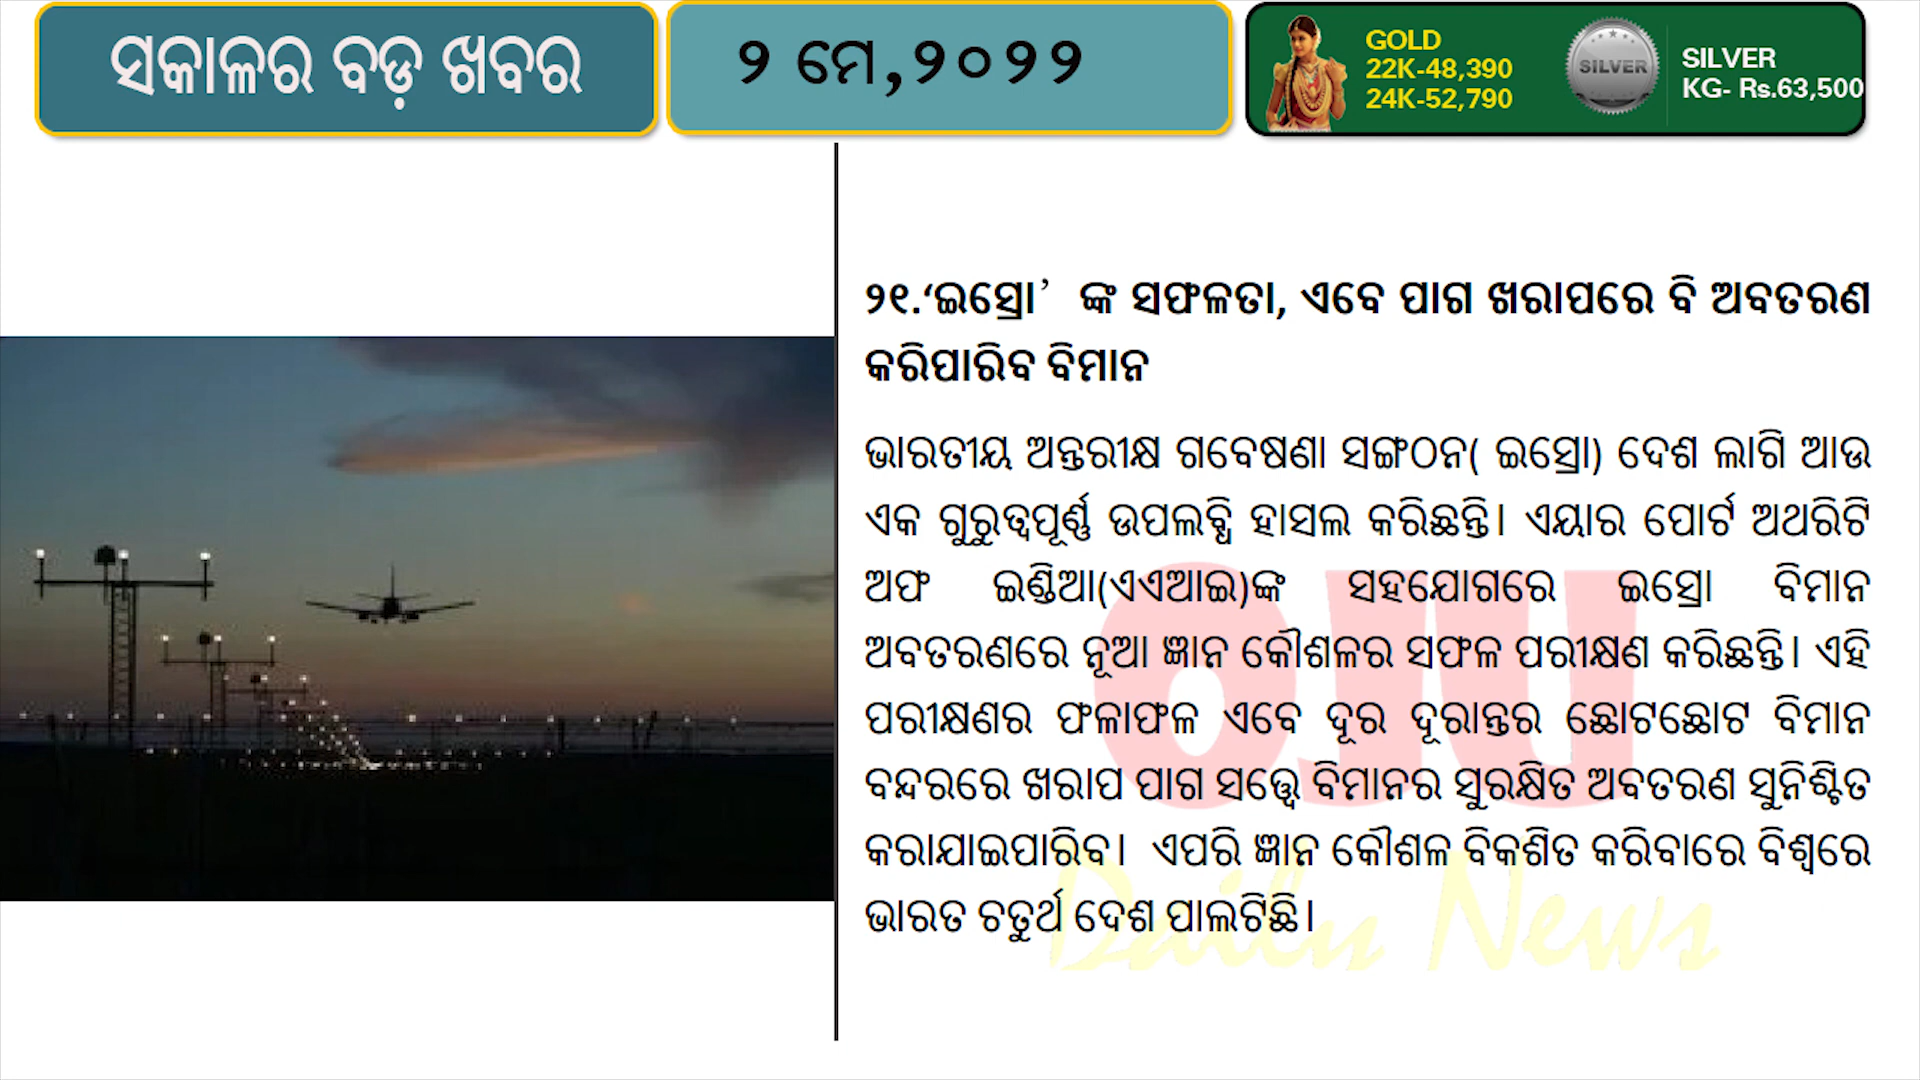 ସକାଳର ବଡ଼ ଖବର
୨ ମେ,୨୦୨୨
GOLD
22K-48,390
24K-52,790
SILVER
SILVER
KG- Rs.63,500
୨୧.‘ଇସ୍ରୋ’ ଙ୍କ ସଫଳତା, ଏବେ ପାଗ ଖରାପରେ ବି ଅବତରଣ
କରିପାରିବ ବିମାନ
ଭାରତୀୟ ଅନ୍ତରୀକ୍ଷ ଗବେଷଣା ସଙ୍ଗଠନ( ଇସ୍ରୋ) ଦେଶ ଲାଗି ଆଉ
ଏକ ଗୁରୁତ୍ୱପୂର୍ଣ୍ଣ ଉପଲବ୍ଧି ହାସଲ କରିଛନ୍ତି। ଏୟାର ପୋର୍ଟ ଅଥରିଟି
ଅଫ ଇଣ୍ଡିଆ(ଏଏଆଇ)ଙ୍କ ସହଯୋଗରେ ଇସ୍ରୋ ବିମାନ
ଅବତରଣରେ ନୂଆ ଜ୍ଞାନ କୌଶଳର ସଫଳ ପରୀକ୍ଷଣ କରିଛନ୍ତି। ଏହି
ପରୀକ୍ଷଣର ଫଳାଫଳ ଏବେ ଦୂର ଦୂରାନ୍ତର ଛୋଟଛୋଟ ବିମାନ
ବନ୍ଦରରେ ଖରାପ ପାଗ ସତ୍ତ୍ୱେ ବିମାନର ସୁରକ୍ଷିତ ଅବତରଣ ସୁନିଶ୍ଚିତ
କରାଯାଇପାରିବ। ଏପରି ଜ୍ଞାନ କୌଶଳ ବିକଶିତ କରିବାରେ ବିଶ୍ୱରେ
ଭାରତ ଚତୁର୍ଥ ଦେଶ ପାଲଟିଛି।
OJU
Daily News